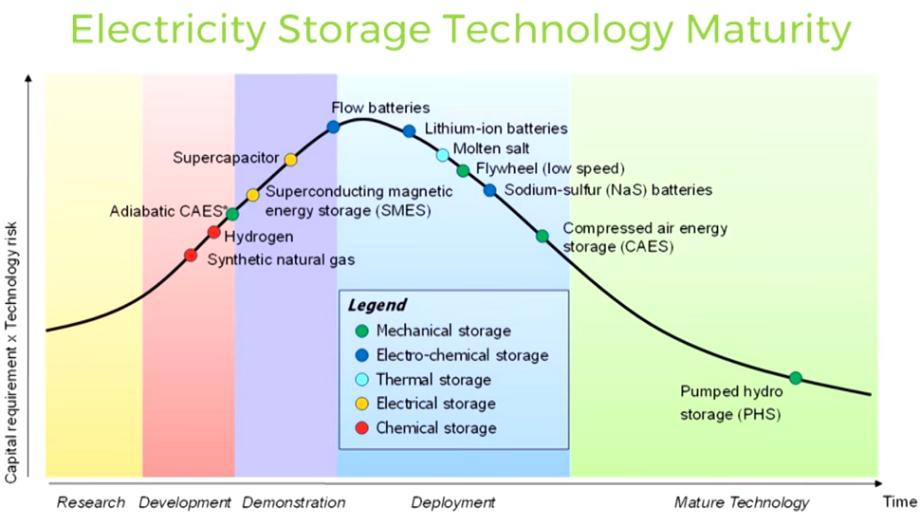 Electricity Storage Technology Maturity
Capital requirement x Technology risk
Flow batteries
Lithium-ion batteries
Molten salt
Supercapacitor
Flywheel (low speed)
Sodium-sulfur (NaS) batteries
Superconducting magnetic
energy storage (SMES)
Adiabatic CAES*
Hydrogen
Compressed air energy
storage (CAES)
Synthetic natural gas
Legend
Mechanical storage
Electro-chemical storage
Thermal storage
Electrical storage
Chemical storage
Pumped hydro
storage (PHS)
Research Development Demonstration Deployment Mature Technology Time